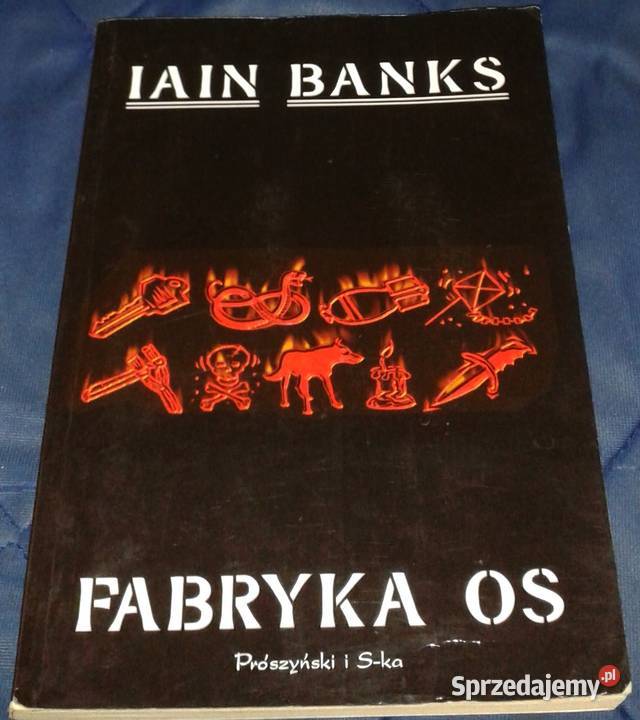 IAIN BANKS
FABRYKA OS
Prószyński i S-ka
Sprzedajemy.pl